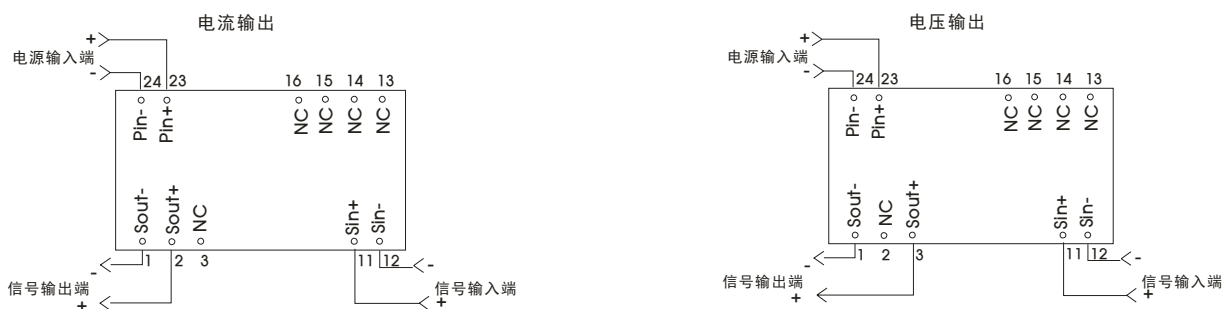 电流输出
+
电源输入端
-
24 23 16 15 14 13
Pin- Pin+ NC NC NC NC
Sout- Sout+ NC Sin+ Sin-
1 2 3 11 12
- -
信号输出端 信号输入端
+ +
电压输出
+
电源输入端
-
24 23 16 15 14 13
Pin- Pin+ NC NC NC NC
Sout- NC Sout+ Sin+ Sin-
1 2 3 11 12
- -
信号输出端 信号输入端
+ +